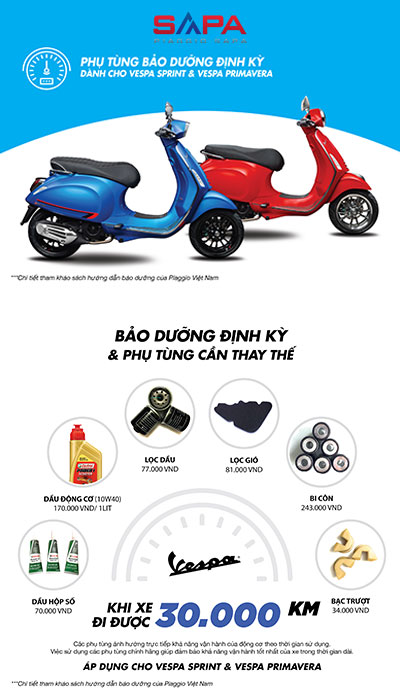 SAPA
PIAGGIO SAPA
PHỤ TÙNG BẢO DƯỠNG ĐỊNH KỲ
DÀNH CHO VESPA SPRINT & VESPA PRIMAVERA
***Chi tiết tham khảo sách hướng dẫn bảo dưỡng của Piaggio Việt Nam
BẢO DƯỠNG ĐỊNH KỲ
& PHỤ TÙNG CẦN THAY THẾ
LỌC DẦU
77.000 VND
LỌC GIÓ
81.000 VND
DẦU ĐỘNG CƠ (10W40)
170.000 VND/ 1LIT
BI CÔN
243.000 VND
Vespa
DẦU HỘP SỐ
70.000 VND
BẠC TRƯỢT
34.000 VND
KHI XE
ĐI ĐƯỢC 30.000 KM
Các phụ tùng ảnh hưởng trực tiếp khả năng vận hành của động cơ theo thời gian sử dụng.
Việc sử dụng các phụ tùng chính hãng giúp đảm bảo khả năng vận hành tốt nhất của xe trong thời gian dài.
ÁP DỤNG CHO VESPA SPRINT & VESPA PRIMAVERA
***Chi tiết tham khảo sách hướng dẫn bảo dưỡng của Piaggio Việt Nam